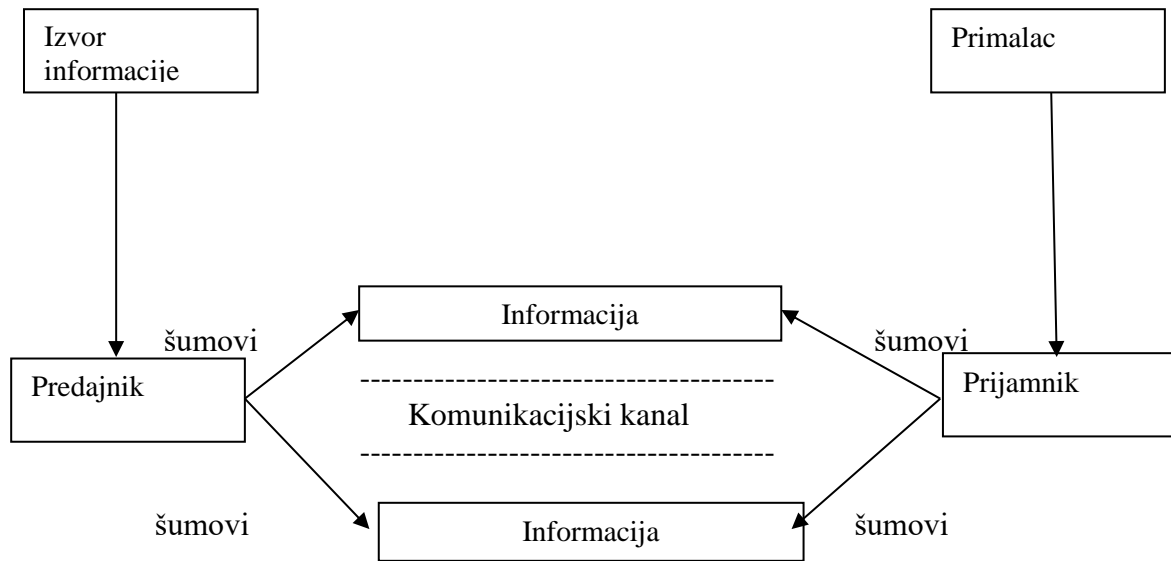 Izvor
informacije
Primalac
Informacija
šumovi
šumovi
Predajnik
Prijamnik
--------------------------------
Komunikacijski kanal
--------------------------------
šumovi
Informacija
šumovi